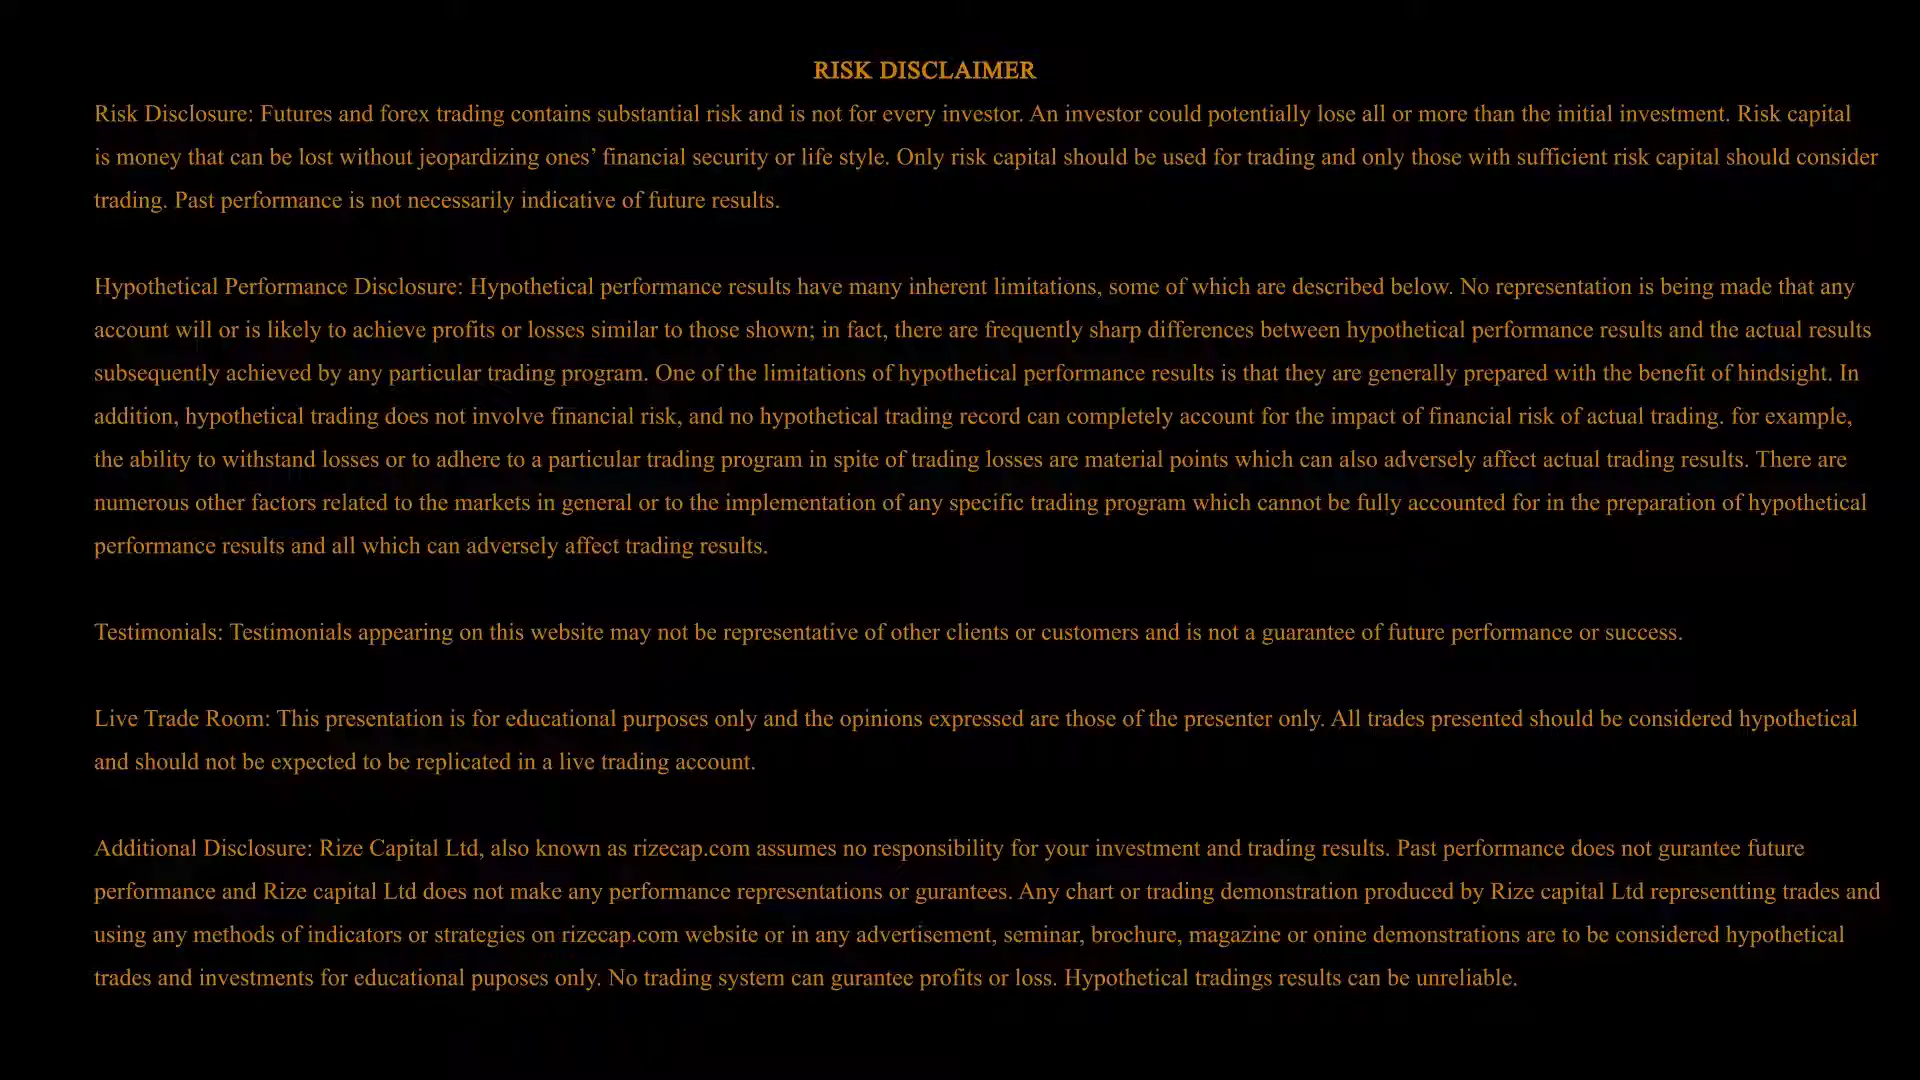 RISK DISCLAIMER
Risk Disclosure: Futures and forex trading contains substantial risk and is not for every investor. An investor could potentially lose all or more than the initial investment. Risk capital
is money that can be lost without jeopardizing ones’ financial security or life style. Only risk capital should be used for trading and only those with sufficient risk capital should consider
trading. Past performance is not necessarily indicative of future results.
Hypothetical Performance Disclosure: Hypothetical performance results have many inherent limitations, some of which are described below. No representation is being made that any
account will or is likely to achieve profits or losses similar to those shown; in fact, there are frequently sharp differences between hypothetical performance results and the actual results
subsequently achieved by any particular trading program. One of the limitations of hypothetical performance results is that they are generally prepared with the benefit of hindsight. In
addition, hypothetical trading does not involve financial risk, and no hypothetical trading record can completely account for the impact of financial risk of actual trading. for example,
the ability to withstand losses or to adhere to a particular trading program in spite of trading losses are material points which can also adversely affect actual trading results. There are
numerous other factors related to the markets in general or to the implementation of any specific trading program which cannot be fully accounted for in the preparation of hypothetical
performance results and all which can adversely affect trading results.
Testimonials: Testimonials appearing on this website may not be representative of other clients or customers and is not a guarantee of future performance or success.
Live Trade Room: This presentation is for educational purposes only and the opinions expressed are those of the presenter only. All trades presented should be considered hypothetical
and should not be expected to be replicated in a live trading account.
Additional Disclosure: Rize Capital Ltd, also known as rizecap.com assumes no responsibility for your investment and trading results. Past performance does not gurantee future
performance and Rize capital Ltd does not make any performance representations or gurantees. Any chart or trading demonstration produced by Rize capital Ltd representting trades and
using any methods of indicators or strategies on rizecap.com website or in any advertisement, seminar, brochure, magazine or onine demonstrations are to be considered hypothetical
trades and investments for educational puposes only. No trading system can gurantee profits or loss. Hypothetical tradings results can be unreliable.